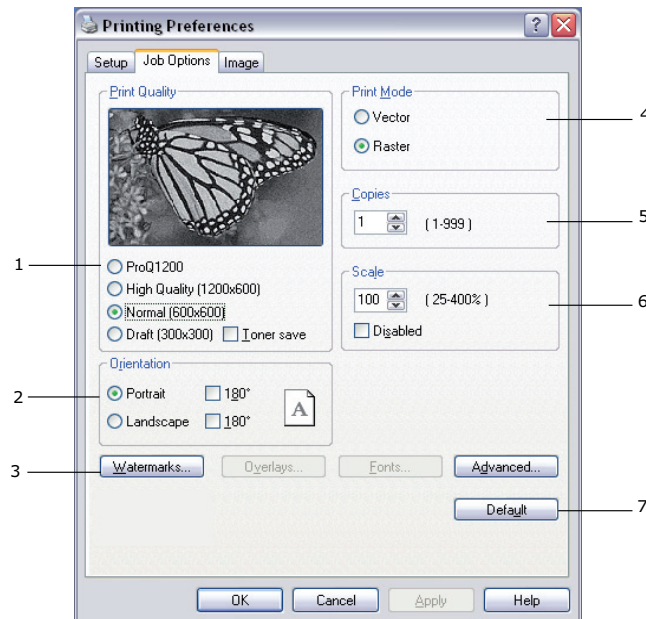 Printing Preferences
Setup Job Options Image
Print Quality
1
ProQ1200
High Quality (1200x600)
Normal (600x600)
Draft (300x300) Toner save
Orientation
2
Portrait 180°
Landscape 180°
A
3
Watermarks... Overlays... Fonts... Advanced...
Print Mode
Vector
Raster
4
Copies
1 (1-999)
5
Scale
100 (25-400%)
Disabled
6
Default
7
OK Cancel Apply Help